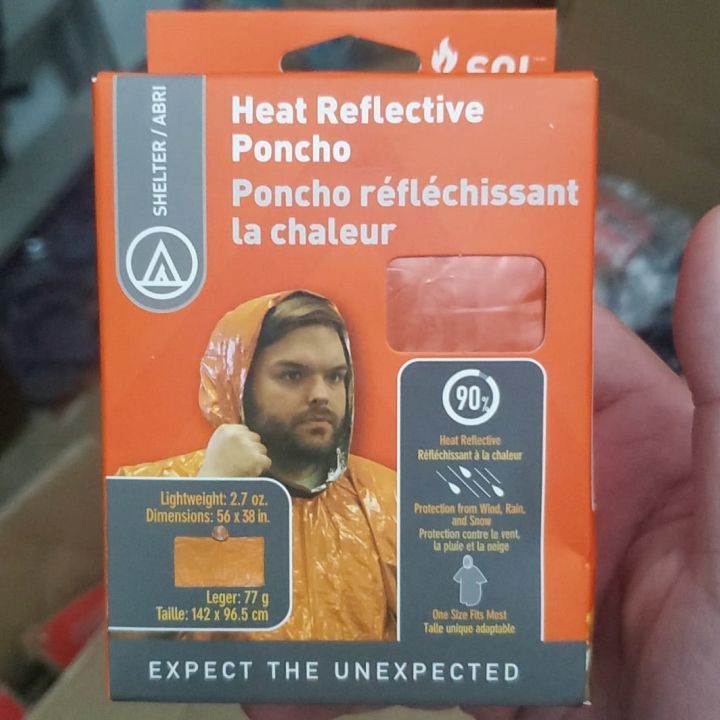 SOL
SHELTER / ABRI
Heat Reflective
Poncho
Poncho réfléchissant
la chaleur
90%
Heat Reflective
Réfléchissant à la chaleur
Protection from Wind, Rain,
and Snow
Protection contre le vent,
la pluie et la neige
One Size Fits Most
Talle unique adaptable
Lightweight: 2.7 oz.
Dimensions: 56 x 38 in.
Leger: 77 g
Taille: 142 x 96.5 cm
EXPECT THE UNEXPECTED